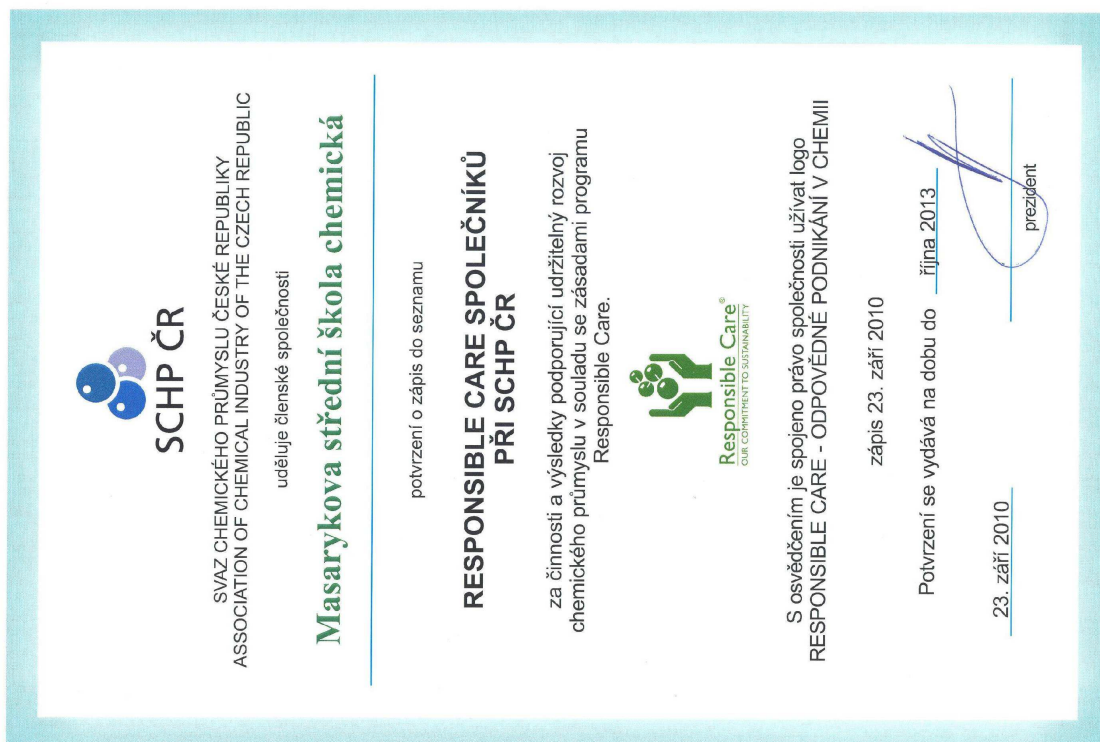 SCHP ČR
SVAZ CHEMICKÉHO PRŮMYSLU ČESKÉ REPUBLIKY
ASSOCIATION OF CHEMICAL INDUSTRY OF THE CZECH REPUBLIC
uděluje členské společnosti
Masarykova střední škola chemická
potvrzení o zápis do seznamu
RESPONSIBLE CARE SPOLEČNÍKŮ
PŘI SCHP ČR
za činnosti a výsledky podporující udržitelný rozvoj
chemického průmyslu v souladu se zásadami programu
Responsible Care.
Responsible Care®
OUR COMMITMENT TO SUSTAINABILITY
S osvědčením je spojeno právo společnosti užívat logo
RESPONSIBLE CARE - ODPOVĚDNÉ PODNIKÁNÍ V CHEMII
zápis 23. září 2010
Potvrzení se vydává na dobu do října 2013
23. září 2010
prezident